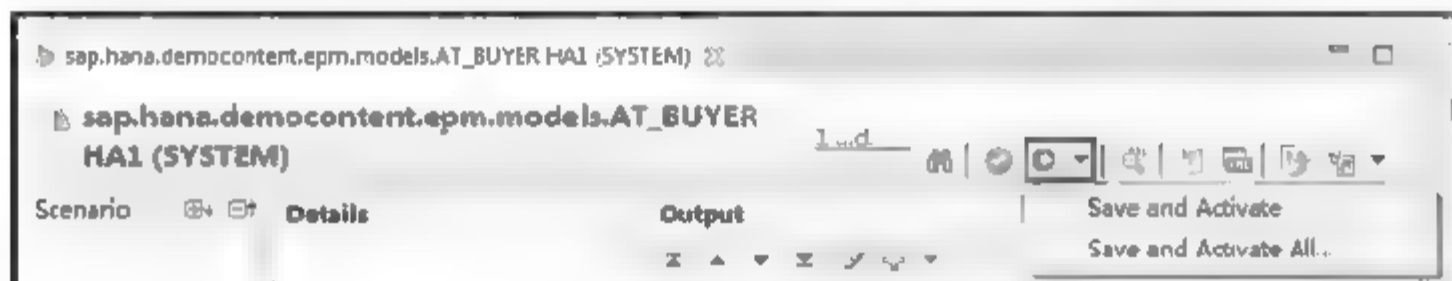 sap.hana.democontent.epm.models.AT_BUYER HA1 (SYSTEM)
sap.hana.democontent.epm.models.AT_BUYER
HA1 (SYSTEM)
Scenario
Details
Output
Save and Activate
Save and Activate All...